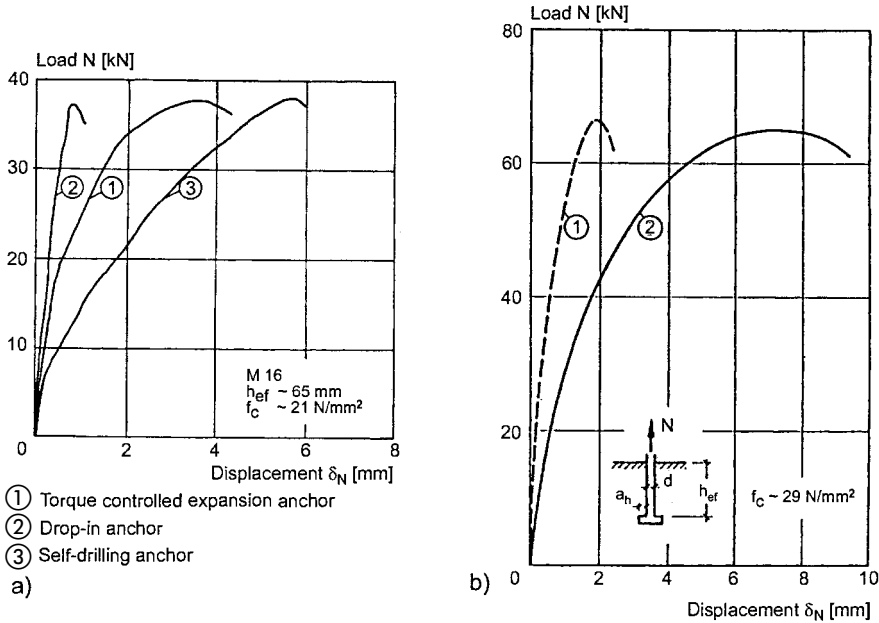 Load N [kN]
40
30
20
10
0
2
4
6
8
②
①
③
M 16
hef ~ 65 mm
fc ~ 21 N/mm²
Displacement δN [mm]
① Torque controlled expansion anchor
② Drop-in anchor
③ Self-drilling anchor
a)
Load N [kN]
80
60
40
20
0
2
4
6
8
10
①
②
N
d
ah
hef
fc ~ 29 N/mm²
b)
Displacement δN [mm]